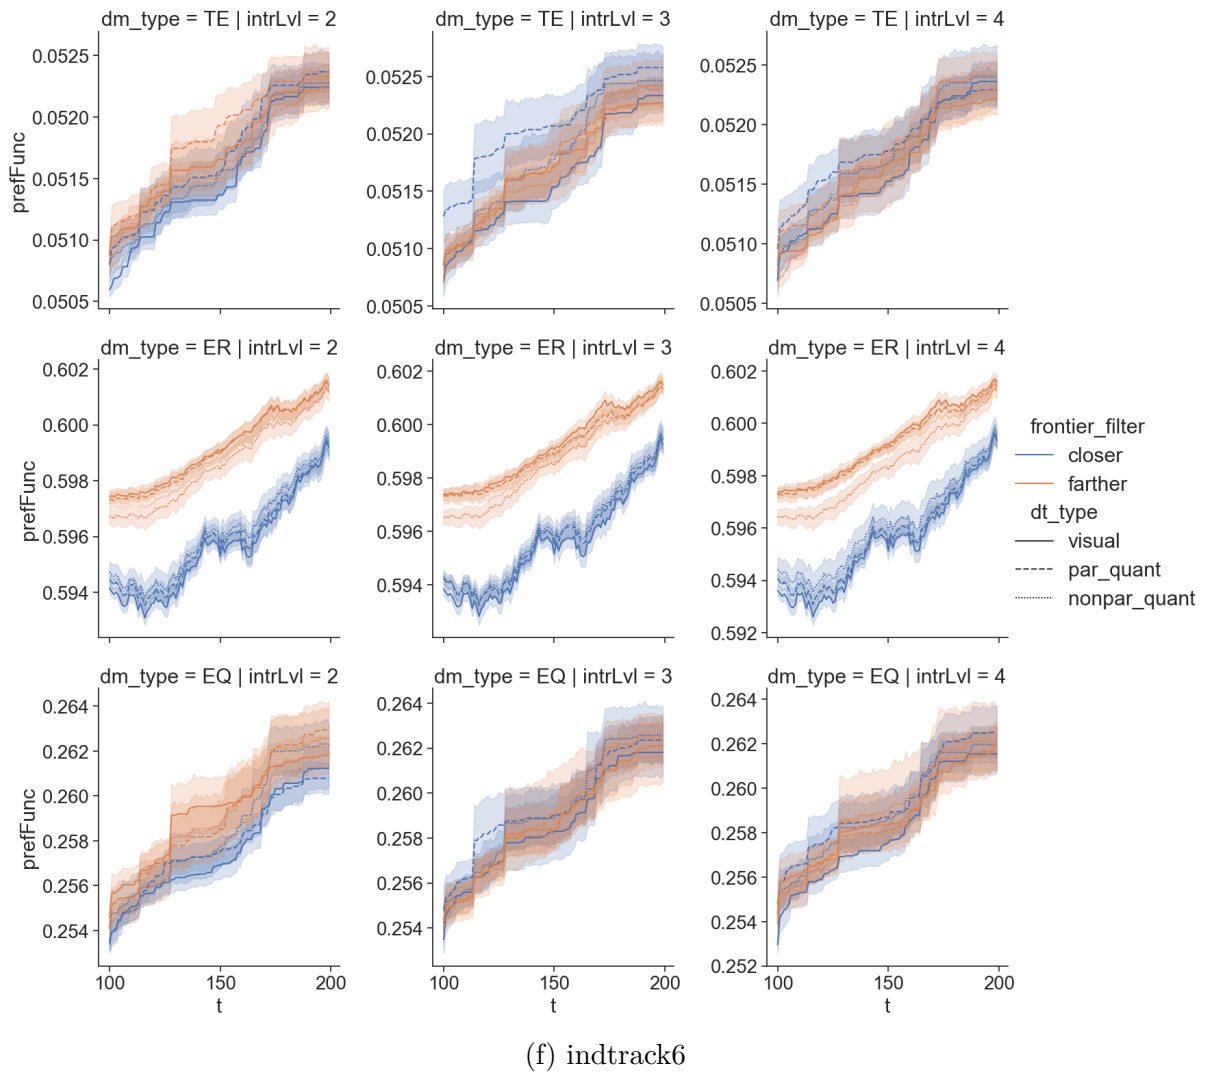 dm_type = TE | intrLvl = 2
dm_type = TE | intrLvl = 3
dm_type = TE | intrLvl = 4
prefFunc
0.0525
0.0520
0.0515
0.0510
0.0505
0.0525
0.0520
0.0515
0.0510
0.0505
0.0525
0.0520
0.0515
0.0510
0.0505
dm_type = ER | intrLvl = 2
dm_type = ER | intrLvl = 3
dm_type = ER | intrLvl = 4
prefFunc
0.602
0.600
0.598
0.596
0.594
0.602
0.600
0.598
0.596
0.594
0.602
0.600
0.598
0.596
0.594
0.592
frontier_filter
closer
farther
dt_type
visual
par_quant
nonpar_quant
dm_type = EQ | intrLvl = 2
dm_type = EQ | intrLvl = 3
dm_type = EQ | intrLvl = 4
prefFunc
0.264
0.262
0.260
0.258
0.256
0.254
0.264
0.262
0.260
0.258
0.256
0.254
0.264
0.262
0.260
0.258
0.256
0.254
0.252
100 150 200
100 150 200
100 150 200
t
t
t
(f) indtrack6